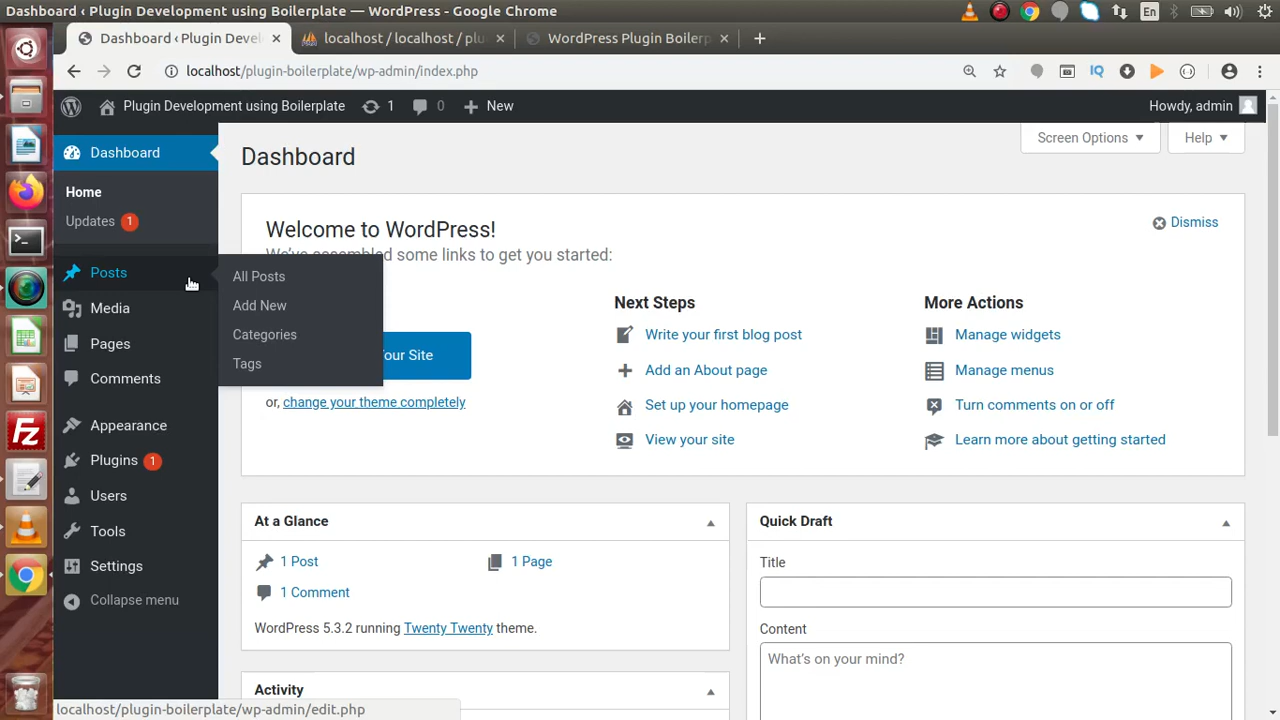 Dashboard ‹ Plugin Development using Boilerplate — WordPress - Google Chrome
En
Dashboard ‹ Plugin Devel
localhost / localhost / plu
WordPress Plugin Boilerp
localhost/plugin-boilerplate/wp-admin/index.php
IQ
Plugin Development using Boilerplate
1
0
New
Howdy, admin
Dashboard
Home
Updates 1
Posts
Media
Pages
Comments
Appearance
Plugins 1
Users
Tools
Settings
Collapse menu
All Posts
Add New
Categories
Tags
Dashboard
Screen Options
Help
Welcome to WordPress!
Dismiss
We've assembled some links to get you started:
our Site
or, change your theme completely
Next Steps
Write your first blog post
Add an About page
Set up your homepage
View your site
More Actions
Manage widgets
Manage menus
Turn comments on or off
Learn more about getting started
At a Glance
1 Post
1 Page
1 Comment
WordPress 5.3.2 running Twenty Twenty theme.
Activity
Quick Draft
Title
Content
What's on your mind?
localhost/plugin-boilerplate/wp-admin/edit.php
Fz